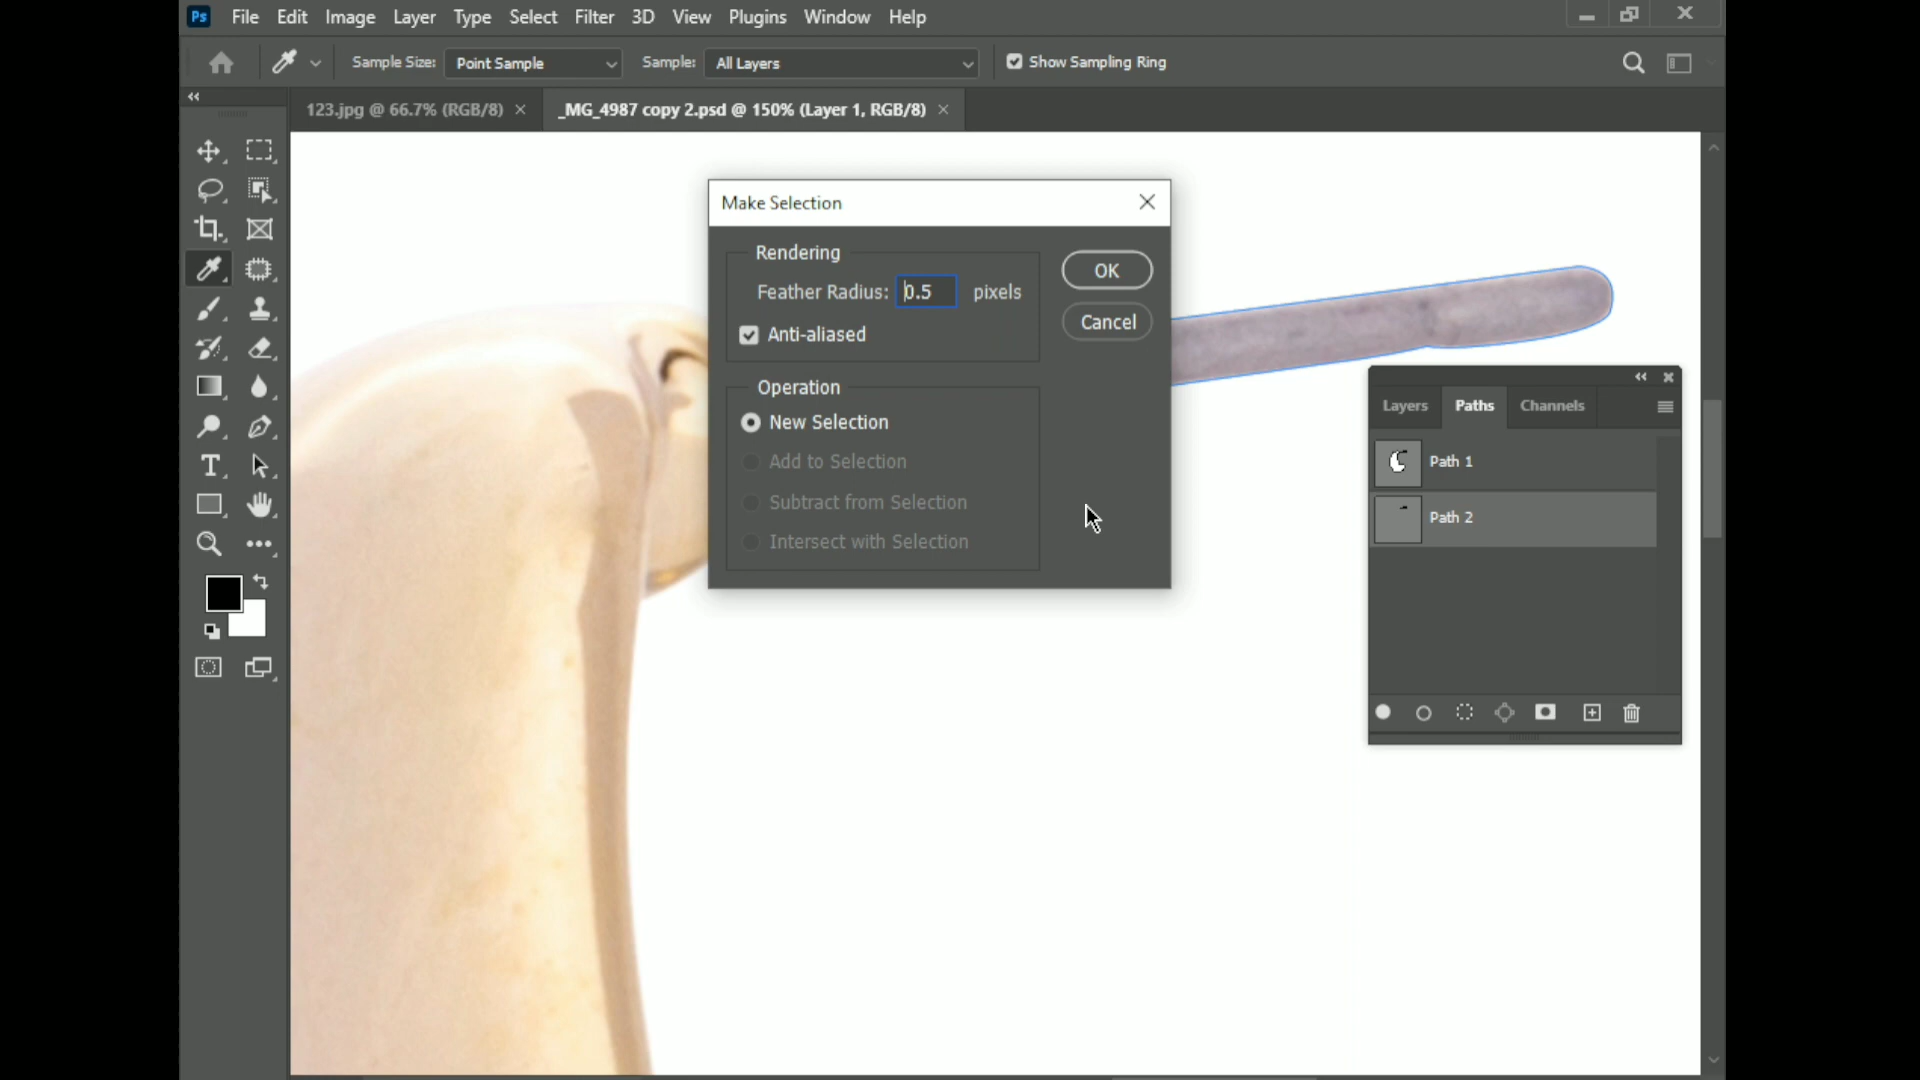 Ps File Edit Image Layer Type Select Filter 3D View Plugins Window Help
Sample Size: Point Sample Sample: All Layers Show Sampling Ring
123.jpg @ 66.7% (RGB/8) _MG_4987 copy 2.psd @ 150% (Layer 1, RGB/8)
Make Selection
Rendering
Feather Radius: 0.5 pixels
Anti-aliased
OK
Cancel
Operation
New Selection
Add to Selection
Subtract from Selection
Intersect with Selection
Layers Paths Channels
Path 1
Path 2